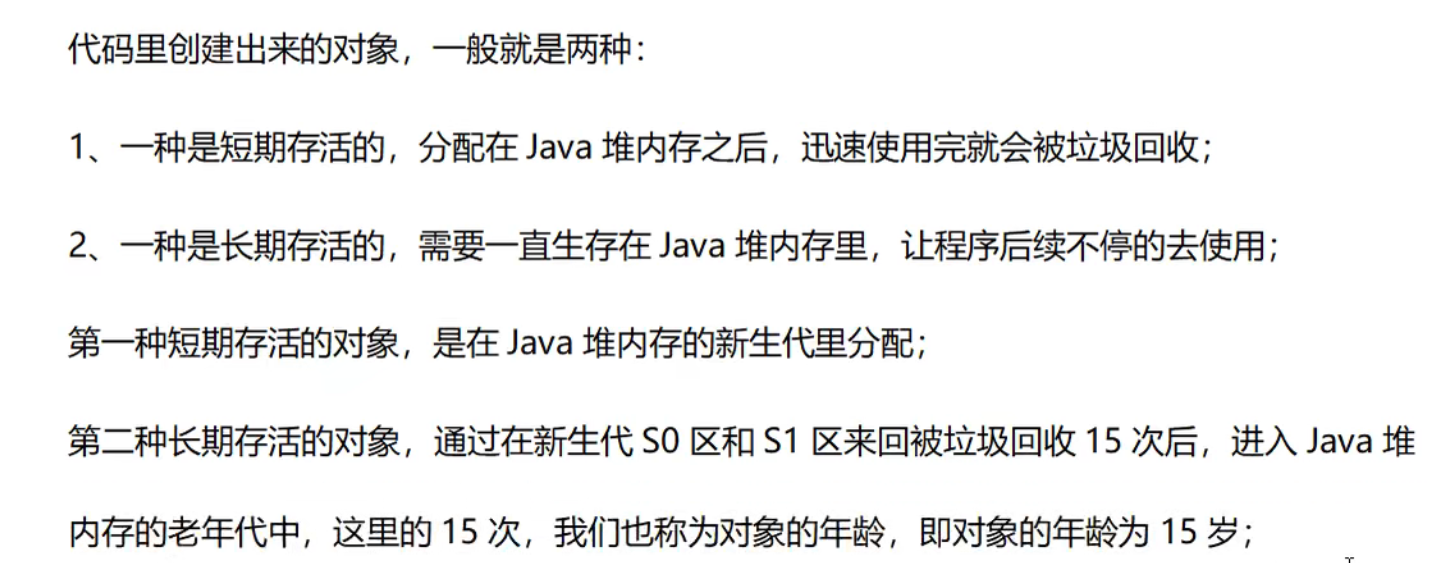 代码里创建出来的对象，一般就是两种：
1、一种是短期存活的，分配在 Java 堆内存之后，迅速使用完就会被垃圾回收；
2、一种是长期存活的，需要一直生存在 Java 堆内存里，让程序后续不停的去使用；
第一种短期存活的对象，是在 Java 堆内存的新生代里分配；
第二种长期存活的对象，通过在新生代 S0 区和 S1 区来回被垃圾回收 15 次后，进入 Java 堆
内存的老年代中，这里的 15 次，我们也称为对象的年龄，即对象的年龄为 15 岁；